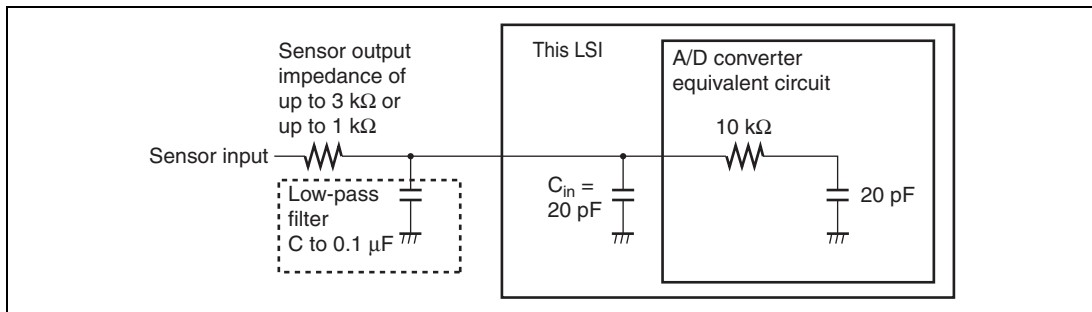 Sensor output
impedance of
up to 3 kΩ or
up to 1 kΩ
This LSI
A/D converter
equivalent circuit
10 kΩ
Sensor input
Low-pass
filter
C to 0.1 μF
Cin =
20 pF
20 pF